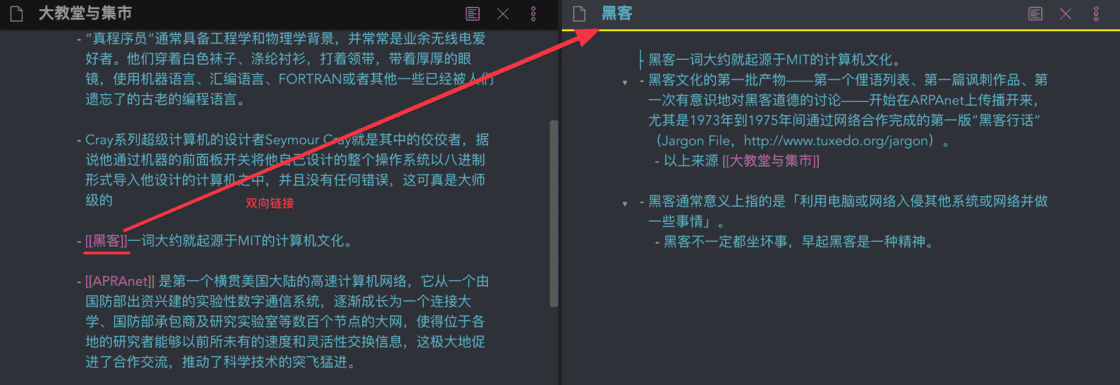 大教堂与集市
- “真程序员”通常具备工程学和物理学背景，并常常是业余无线电爱
好者。他们穿着白色袜子、涤纶衬衫，打着领带，带着厚厚的眼
镜，使用机器语言、汇编语言、FORTRAN或者其他一些已经被人们
遗忘了的古老的编程语言。
- Cray系列超级计算机的设计者Seymour Cray就是其中的佼佼者，据
说他通过机器的前面板开关将他自己设计的整个操作系统以八进制
形式导入他设计的计算机之中，并且没有任何错误，这可真是大师
级的
双向链接
- [[黑客]]一词大约就起源于MIT的计算机文化。
- [[APRAnet]] 是第一个横贯美国大陆的高速计算机网络，它从一个由
国防部出资兴建的实验性数字通信系统，逐渐成长为一个连接大
学、国防部承包商及研究实验室等数百个节点的大网，使得位于各
地的研究者能够以前所未有的速度和灵活性交换信息，这极大地促
进了合作交流，推动了科学技术的突飞猛进。
黑客
黑客一词大约就起源于MIT的计算机文化。
- 黑客文化的第一批产物——第一个俚语列表、第一篇讽刺作品、第
一次有意识地对黑客道德的讨论——开始在ARPAnet上传播开来，
尤其是1973年到1975年间通过网络合作完成的第一版“黑客行话”
（Jargon File，http://www.tuxedo.org/jargon）。
- 以上来源 [[大教堂与集市]]
- 黑客通常意义上指的是「利用电脑或网络入侵其他系统或网络并做
一些事情」。
- 黑客不一定都坐坏事，早起黑客是一种精神。